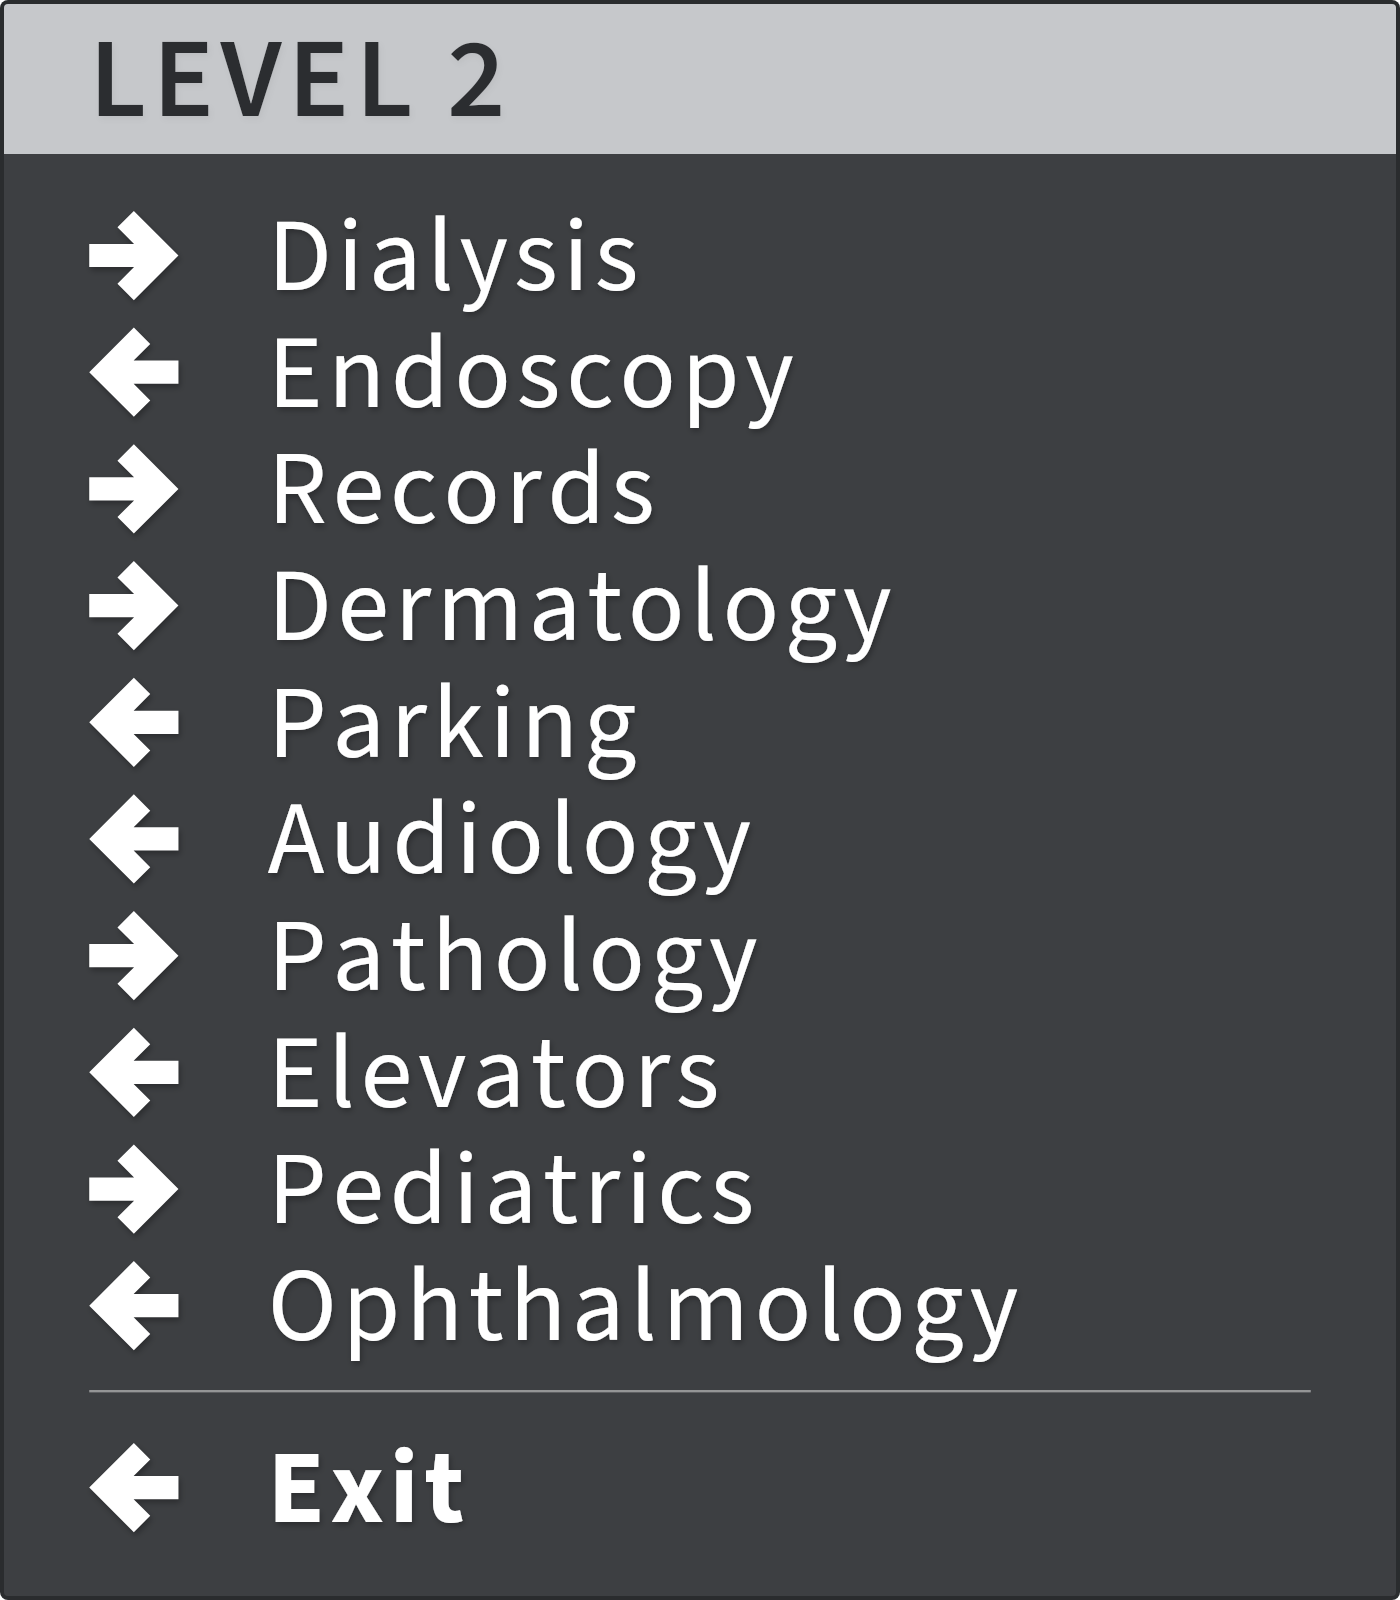 LEVEL 2
Dialysis
Endoscopy
Records
Dermatology
Parking
Audiology
Pathology
Elevators
Pediatrics
Ophthalmology
Exit